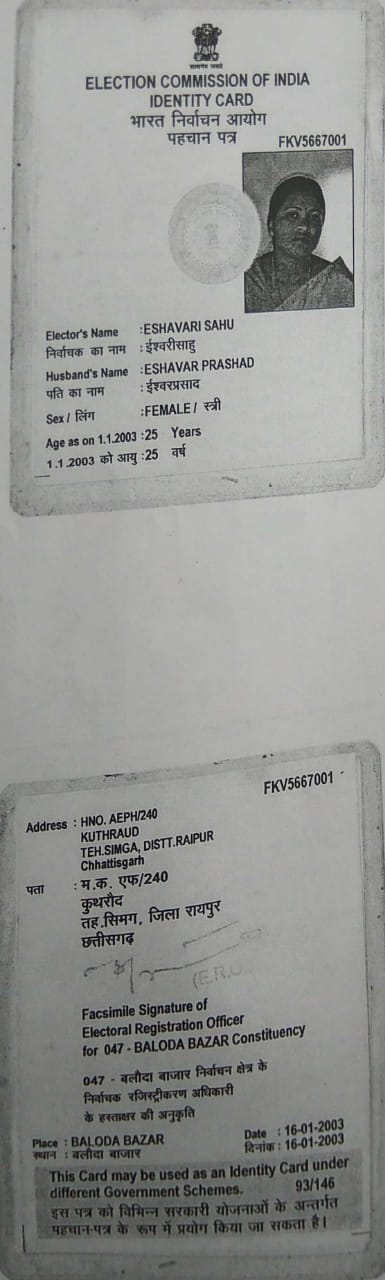 सत्यमेव जयते
ELECTION COMMISSION OF INDIA
IDENTITY CARD
भारत निर्वाचन आयोग
पहचान पत्र
FKV5667001
Elector's Name :ESHAVARI SAHU
निर्वाचक का नाम :ईश्वरीसाहु
Husband's Name :ESHAVAR PRASHAD
पति का नाम :ईश्वरप्रसाद
Sex / लिंग :FEMALE / स्त्री
Age as on 1.1.2003 :25 Years
1.1.2003 को आयु :25 वर्ष
FKV5667001
Address : HNO. AEPH/240
KUTHRAUD
TEH.SIMGA, DISTT.RAIPUR
Chhattisgarh
पता : म.क. एफ/240
कुथरौद
तह.सिमग, जिला रायपुर
छत्तीसगढ़
(E.R.O.
Facsimile Signature of
Electoral Registration Officer
for 047 - BALODA BAZAR Constituency
047 - बलौदा बाजार निर्वाचन क्षेत्र के
निर्वाचक रजिस्ट्रीकरण अधिकारी
के हस्ताक्षर की अनुकृति
Place : BALODA BAZAR Date : 16-01-2003
स्थान : बलौदा बाजार दिनांक : 16-01-2003
This Card may be used as an Identity Card under
different Government Schemes. 93/146
इस पत्र को विभिन्न सरकारी योजनाओं के अन्तर्गत
पहचान-पत्र के रूप में प्रयोग किया जा सकता है।